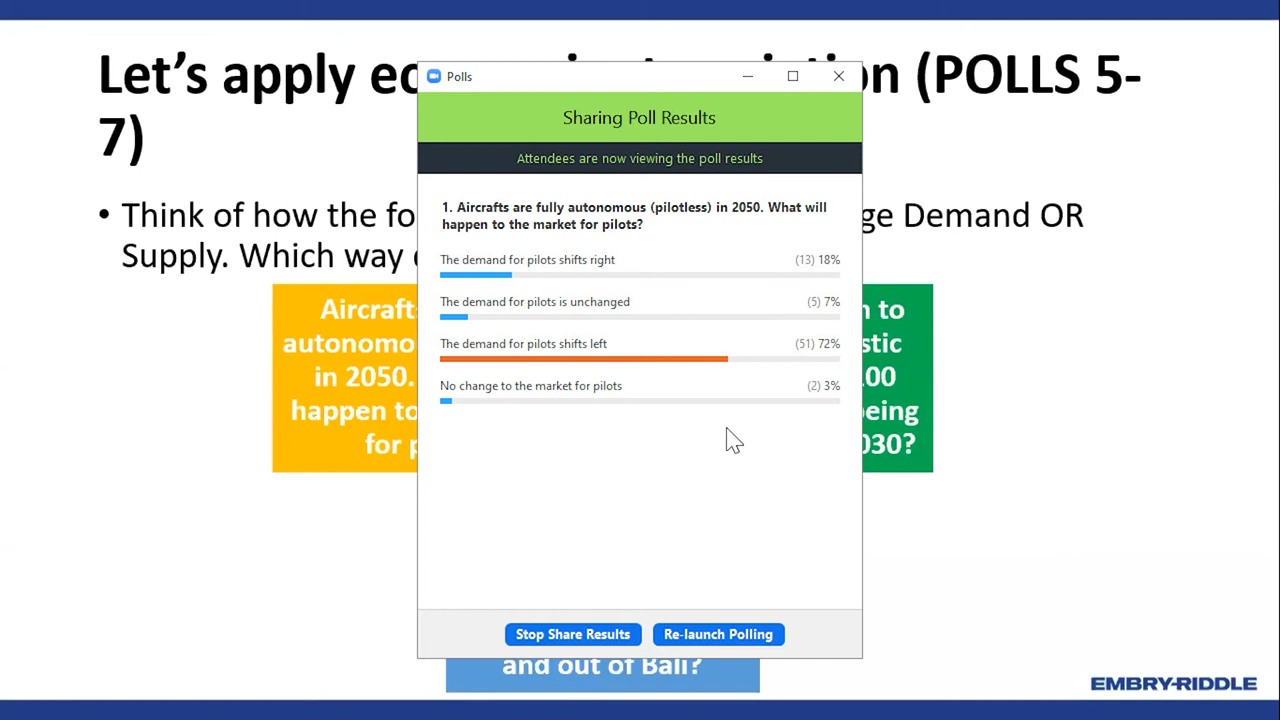 Let's apply ec
iation (POLLS 5-
7)
• Think of how the fo
ge Demand OR
Supply. Which way
Aircraft
autonomo
in 2050.
happen to
for p
n to
stic
100
being
030?
and out of Bali?
EMBRY-RIDDLE
Polls
Sharing Poll Results
Attendees are now viewing the poll results
1. Aircrafts are fully autonomous (pilotless) in 2050. What will
happen to the market for pilots?
The demand for pilots shifts right (13) 18%
The demand for pilots is unchanged (5) 7%
The demand for pilots shifts left (51) 72%
No change to the market for pilots (2) 3%
Stop Share Results Re-launch Polling